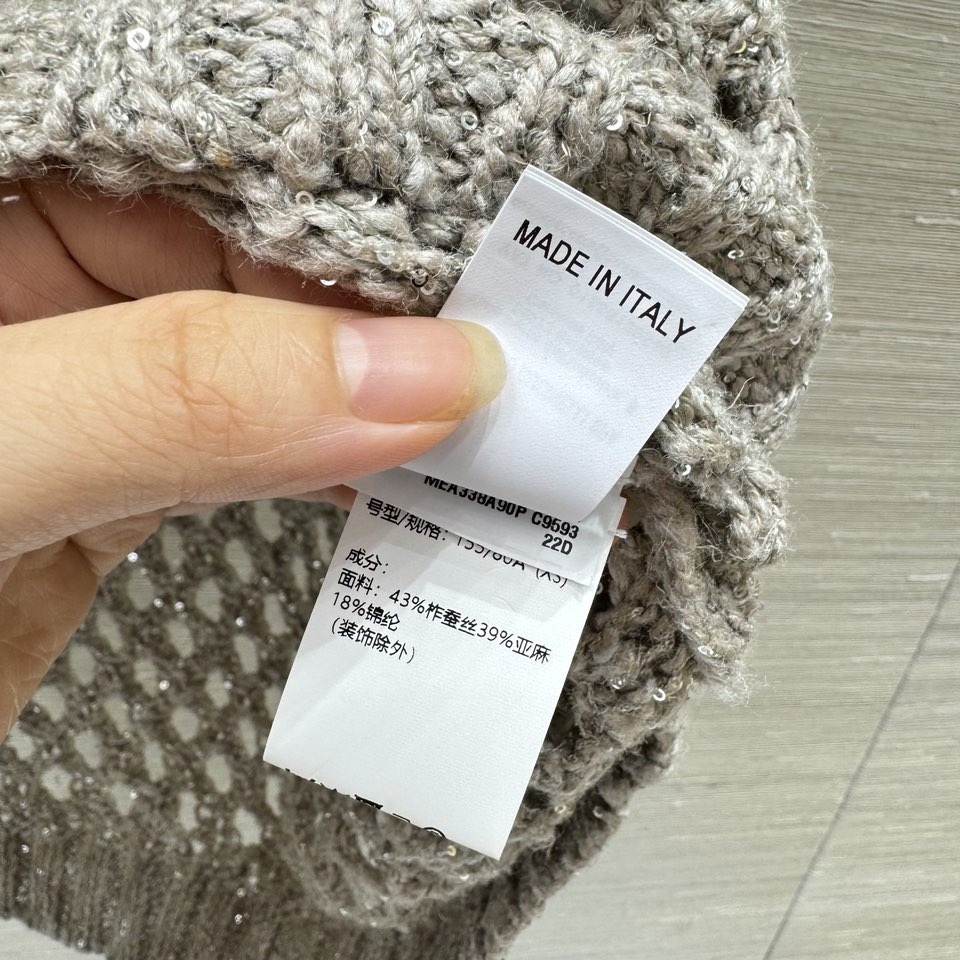 MADE IN ITALY
MEA338A90P C9593
22D
号型/规格: 155/80A (XS)
成分:
面料: 43%柞蚕丝39%亚麻
18%锦纶
(装饰除外)